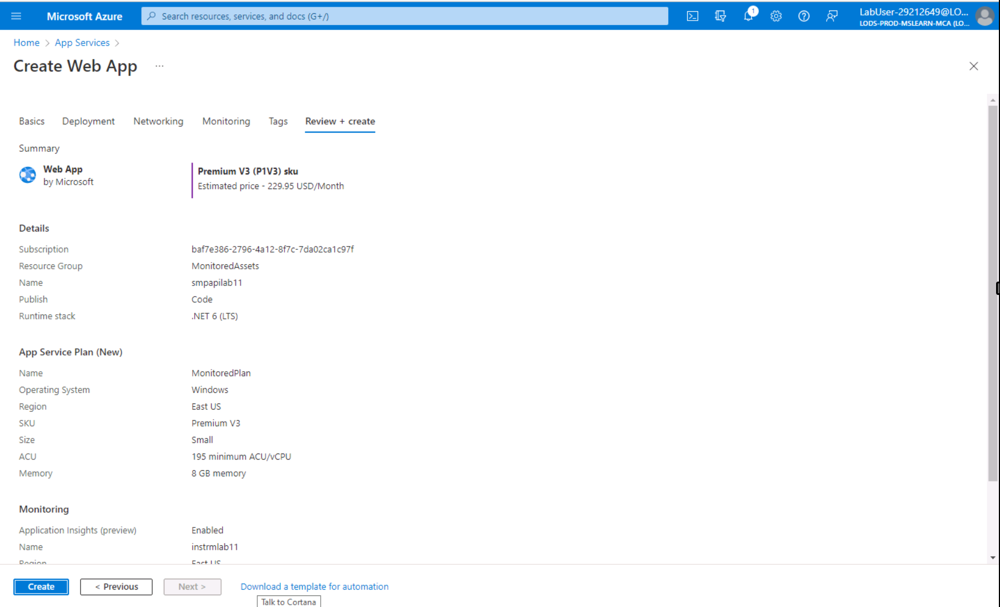 Microsoft Azure
Search resources, services, and docs (G+/)
1
LabUser-29212649@LO...
LODS-PROD-MSLEARN-MCA (LO...
Home > App Services >
Create Web App ...
Basics Deployment Networking Monitoring Tags Review + create
Summary
Web App
by Microsoft
Premium V3 (P1V3) sku
Estimated price - 229.95 USD/Month
Details
Subscription baf7e386-2796-4a12-8f7c-7da02ca1c97f
Resource Group MonitoredAssets
Name smpapilab11
Publish Code
Runtime stack .NET 6 (LTS)
App Service Plan (New)
Name MonitoredPlan
Operating System Windows
Region East US
SKU Premium V3
Size Small
ACU 195 minimum ACU/vCPU
Memory 8 GB memory
Monitoring
Application Insights (preview) Enabled
Name instrmlab11
Region East US
Create < Previous Next > Download a template for automation
Talk to Cortana